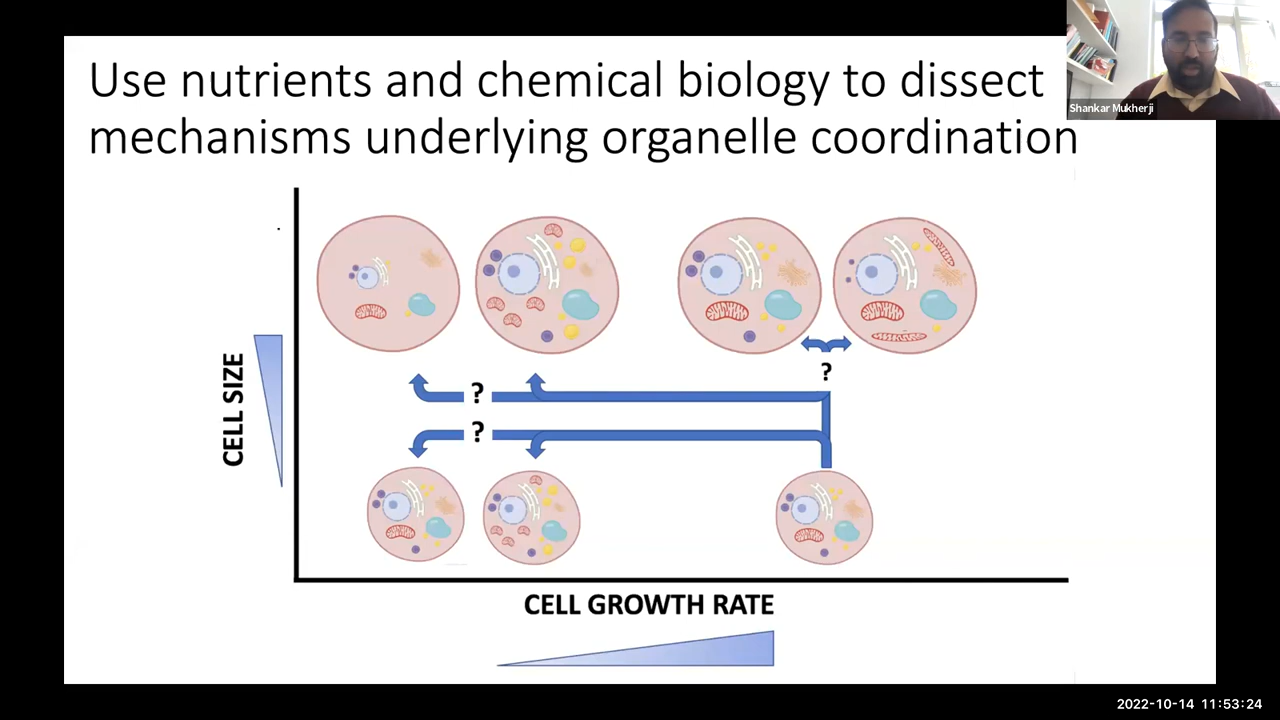 Use nutrients and chemical biology to dissect
mechanisms underlying organelle coordination
Shankar Mukherji
CELL SIZE
?
?
?
CELL GROWTH RATE
2022-10-14 11:53:24